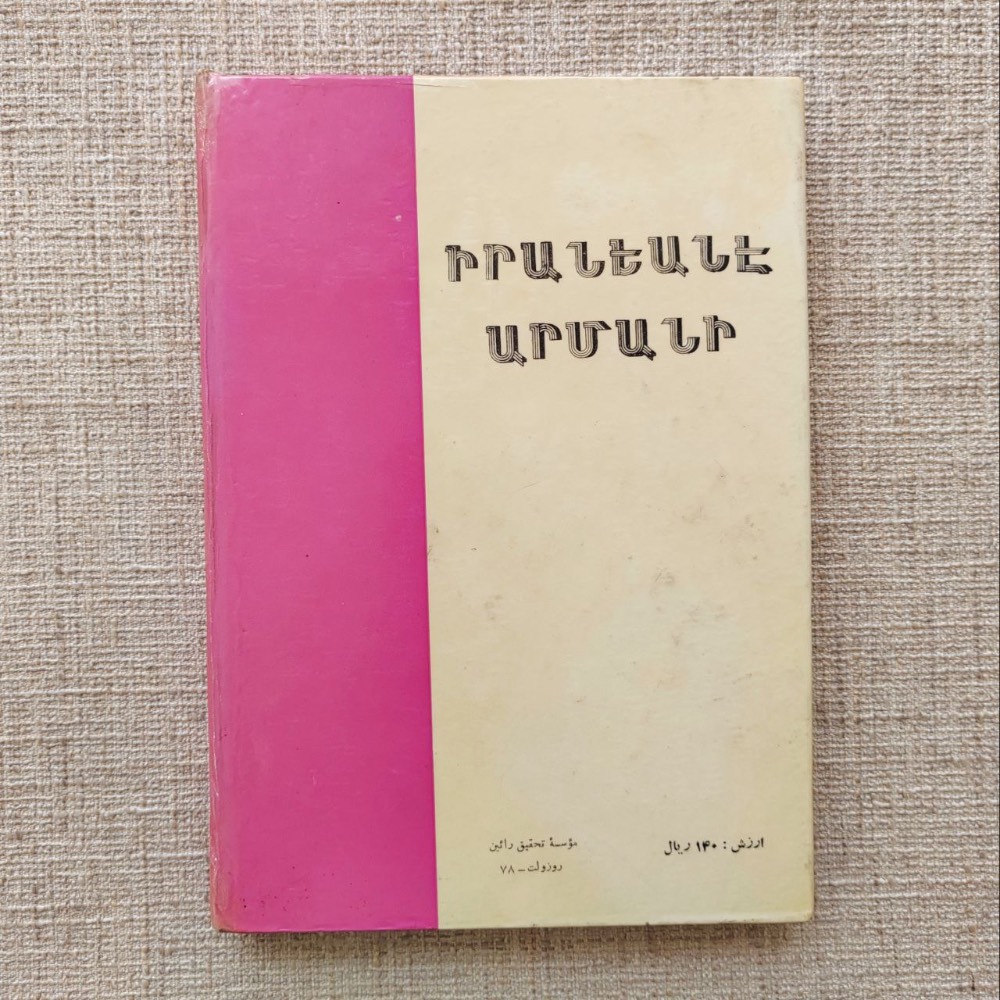 ԻՐԱՆԵԱՆԷ
ԱՐՄԱՆԻ
ارزش : ۱۴۰ ریال
مؤسسهٔ تحقیق رائین
روزولت - ۷۸